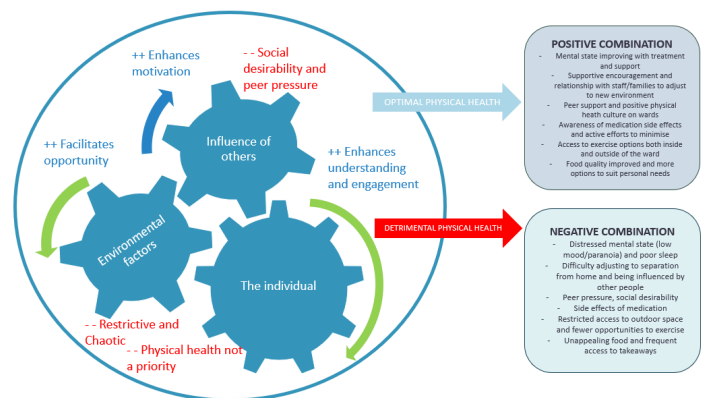 ++ Enhances
motivation
- - Social
desirability and
peer pressure
Influence of
others
++ Facilitates
opportunity
++ Enhances
understanding
and engagement
Environmental
factors
The individual
- - Restrictive and
Chaotic
- - Physical health not
a priority
OPTIMAL PHYSICAL HEALTH
DETRIMENTAL PHYSICAL HEALTH
POSITIVE COMBINATION
- Mental state improving with treatment
and support
- Supportive encouragement and
relationship with staff/families to adjust
to new environment
- Peer support and positive physical
heath culture on wards
- Awareness of medication side effects
and active efforts to minimise
- Access to exercise options both inside
and outside of the ward
- Food quality improved and more
options to suit personal needs
NEGATIVE COMBINATION
- Distressed mental state (low
mood/paranoia) and poor sleep
- Difficulty adjusting to separation
from home and being influenced by
other people
- Peer pressure, social desirability
- Side effects of medication
- Restricted access to outdoor space
and fewer opportunities to exercise
- Unappealing food and frequent
access to takeaways